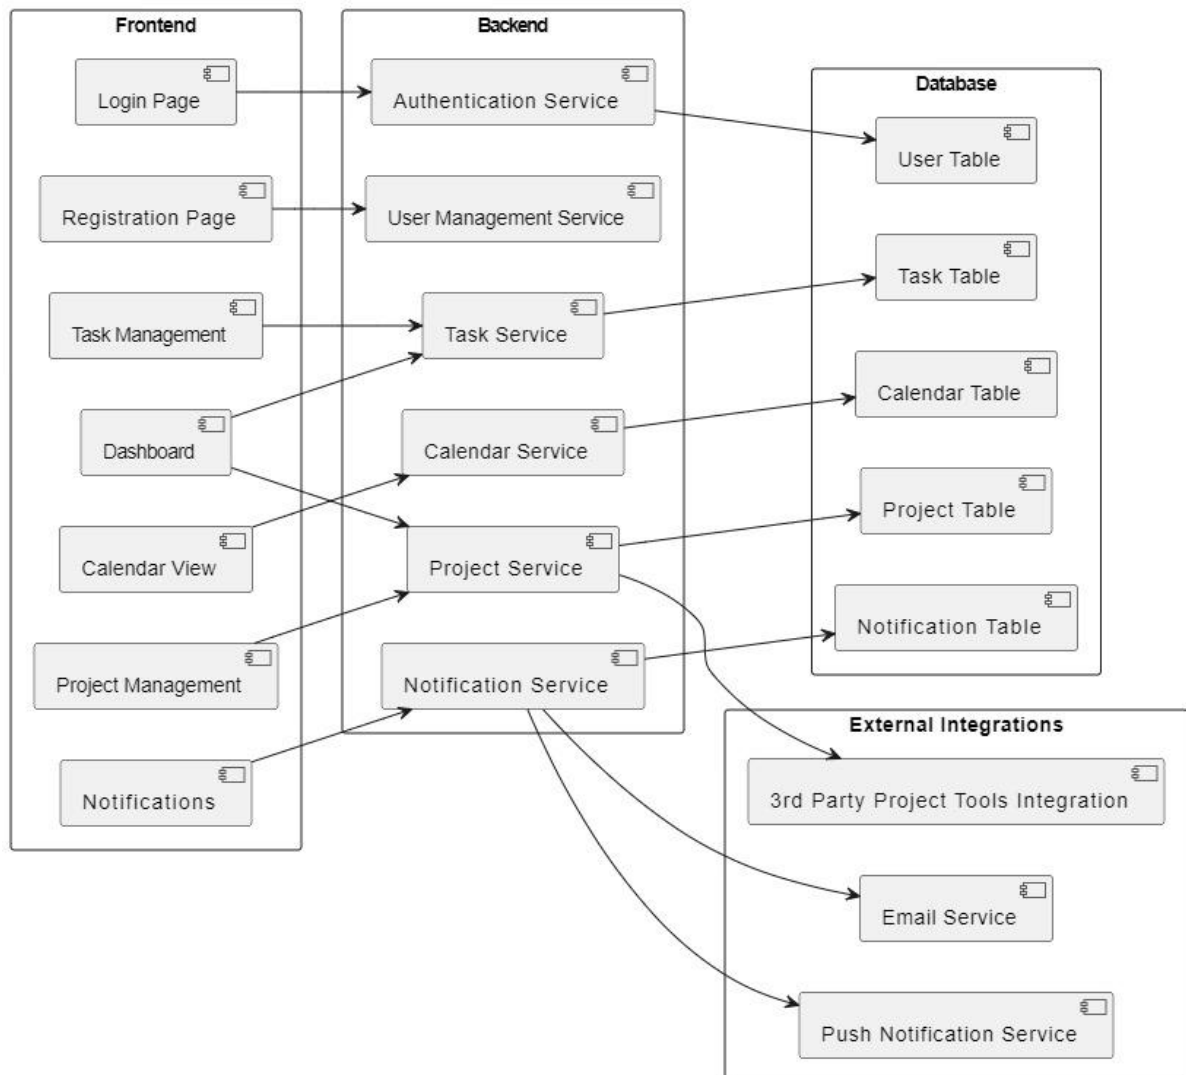 Frontend
Login Page
Registration Page
Task Management
Dashboard
Calendar View
Project Management
Notifications
Backend
Authentication Service
User Management Service
Task Service
Calendar Service
Project Service
Notification Service
Database
User Table
Task Table
Calendar Table
Project Table
Notification Table
External Integrations
3rd Party Project Tools Integration
Email Service
Push Notification Service